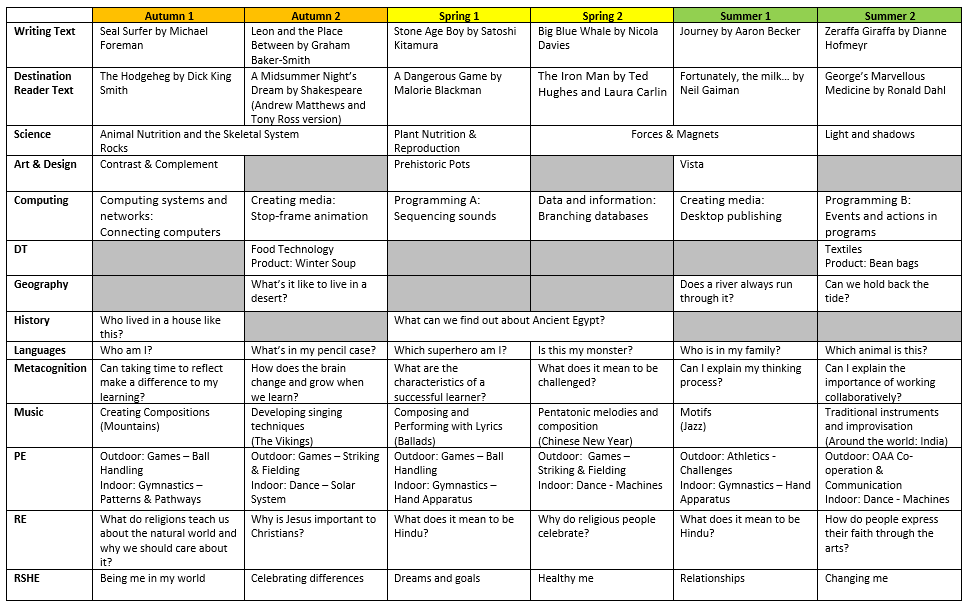 Autumn 1 Autumn 2 Spring 1 Spring 2 Summer 1 Summer 2
Writing Text
Seal Surfer by Michael
Foreman
Leon and the Place
Between by Graham
Baker-Smith
Stone Age Boy by Satoshi
Kitamura
Big Blue Whale by Nicola
Davies
Journey by Aaron Becker
Zeraffa Giraffa by Dianne
Hofmeyr
Destination
Reader Text
The Hodgeheg by Dick King
Smith
A Midsummer Night's
Dream by Shakespeare
(Andrew Matthews and
Tony Ross version)
A Dangerous Game by
Malorie Blackman
The Iron Man by Ted
Hughes and Laura Carlin
Fortunately, the milk… by
Neil Gaiman
George's Marvellous
Medicine by Ronald Dahl
Science
Animal Nutrition and the Skeletal System
Rocks
Plant Nutrition &
Reproduction
Forces & Magnets
Light and shadows
Art & Design
Contrast & Complement
Prehistoric Pots
Vista
Computing
Computing systems and
networks:
Connecting computers
Creating media:
Stop-frame animation
Programming A:
Sequencing sounds
Data and information:
Branching databases
Creating media:
Desktop publishing
Programming B:
Events and actions in
programs
DT
Food Technology
Product: Winter Soup
Textiles
Product: Bean bags
Geography
What's it like to live in a
desert?
Does a river always run
through it?
Can we hold back the
tide?
History
Who lived in a house like
this?
What can we find out about Ancient Egypt?
Languages
Who am I?
What's in my pencil case?
Which superhero am I?
Is this my monster?
Who is in my family?
Which animal is this?
Metacognition
Can taking time to reflect
make a difference to my
learning?
How does the brain
change and grow when
we learn?
What are the
characteristics of a
successful learner?
What does it mean to be
challenged?
Can I explain my thinking
process?
Can I explain the
importance of working
collaboratively?
Music
Creating Compositions
(Mountains)
Developing singing
techniques
(The Vikings)
Composing and
Performing with Lyrics
(Ballads)
Pentatonic melodies and
composition
(Chinese New Year)
Motifs
(Jazz)
Traditional instruments
and improvisation
(Around the world: India)
PE
Outdoor: Games – Ball
Handling
Indoor: Gymnastics –
Patterns & Pathways
Outdoor: Games – Striking
& Fielding
Indoor: Dance – Solar
System
Outdoor: Games – Ball
Handling
Indoor: Gymnastics –
Hand Apparatus
Outdoor: Games –
Striking & Fielding
Indoor: Dance - Machines
Outdoor: Athletics -
Challenges
Indoor: Gymnastics – Hand
Apparatus
Outdoor: OAA Co-
operation &
Communication
Indoor: Dance - Machines
RE
What do religions teach us
about the natural world and
why we should care about
it?
Why is Jesus important to
Christians?
What does it mean to be
Hindu?
Why do religious people
celebrate?
What does it mean to be
Hindu?
How do people express
their faith through the
arts?
RSHE
Being me in my world
Celebrating differences
Dreams and goals
Healthy me
Relationships
Changing me